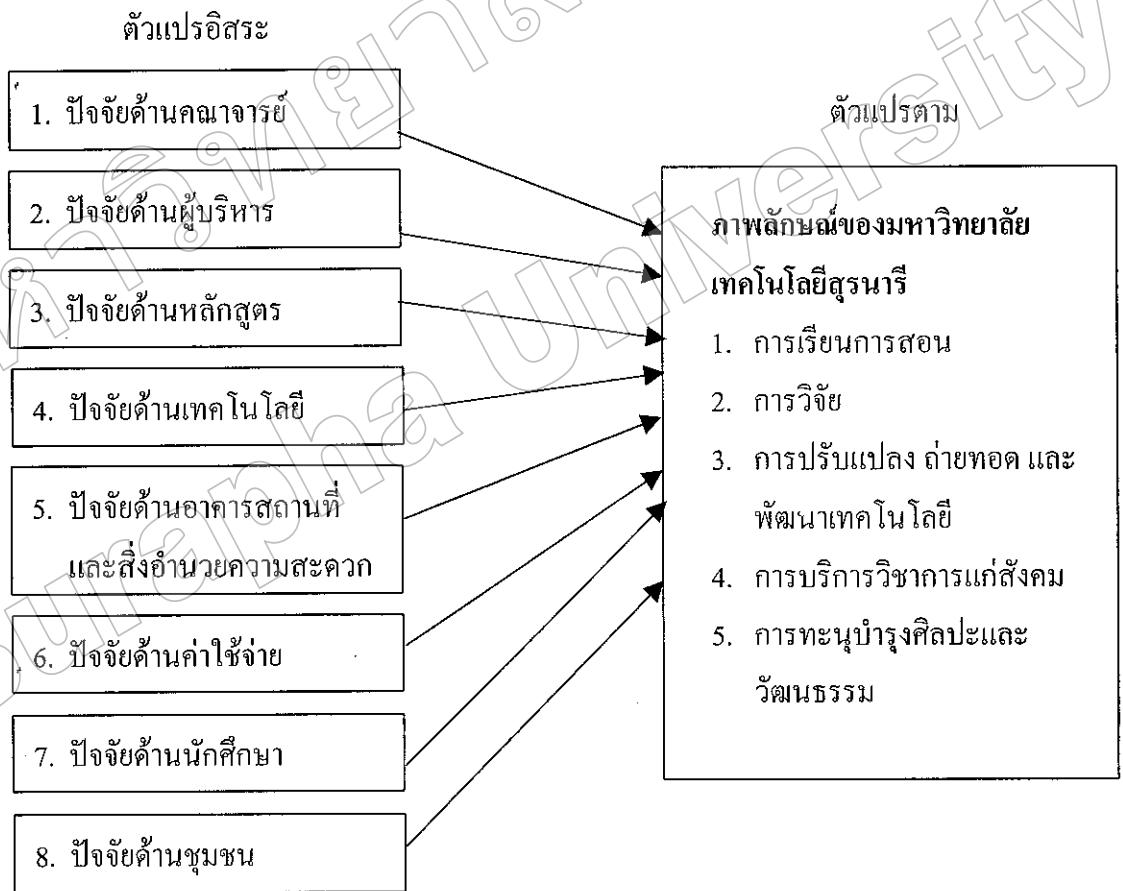 ตัวแปรอิสระ
1. ปัจจัยด้านคณาจารย์
2. ปัจจัยด้านผู้บริหาร
3. ปัจจัยด้านหลักสูตร
4. ปัจจัยด้านเทคโนโลยี
5. ปัจจัยด้านอาคารสถานที่
และสิ่งอำนวยความสะดวก
6. ปัจจัยด้านค่าใช้จ่าย
7. ปัจจัยด้านนักศึกษา
8. ปัจจัยด้านชุมชน
ตัวแปรตาม
ภาพลักษณ์ของมหาวิทยาลัย
เทคโนโลยีสุรนารี
1. การเรียนการสอน
2. การวิจัย
3. การปรับแปลง ถ่ายทอด และ
พัฒนาเทคโนโลยี
4. การบริการวิชาการแก่สังคม
5. การทะนุบำรุงศิลปะและ
วัฒนธรรม
Burapha University